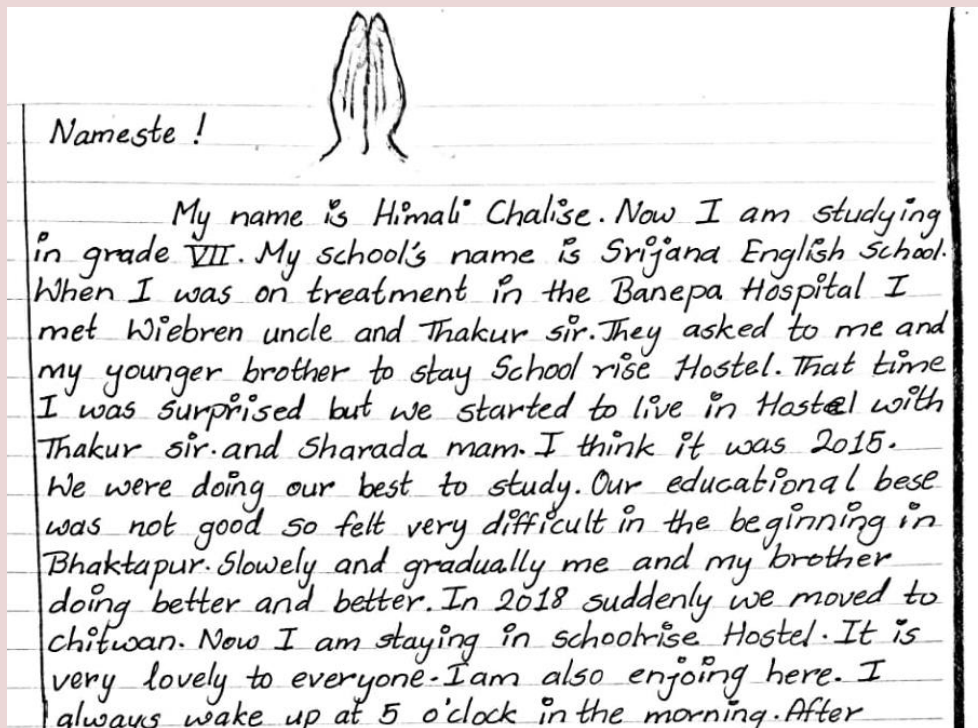 Nameste !
My name is Himali Chalise. Now I am studying
in grade VII. My school's name is Srijana English School.
When I was on treatment in the Banepa Hospital I
met Wiebren uncle and Thakur sir. They asked to me and
my younger brother to stay School rise Hostel. That time
I was surprised but we started to live in Hostel with
Thakur sir. and Sharada mam. I think it was 2015.
We were doing our best to study. Our educational bese
was not good so felt very difficult in the beginning in
Bhaktapur. Slowely and gradually me and my brother
doing better and better. In 2018 suddenly we moved to
chitwan. Now I am staying in schoolrise Hostel. It is
very lovely to everyone. I am also enjoing here. I
always wake up at 5 o'clock in the morning. After